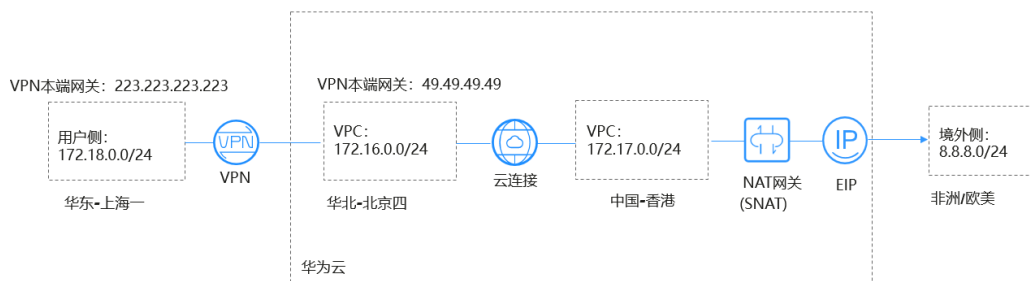 VPN本端网关：223.223.223.223
用户侧：
172.18.0.0/24
华东-上海一
VPN
VPN
VPN本端网关：49.49.49.49
VPC：
172.16.0.0/24
华北-北京四
云连接
VPC：
172.17.0.0/24
中国-香港
NAT网关
(SNAT)
IP
EIP
境外侧：
8.8.8.0/24
非洲/欧美
华为云